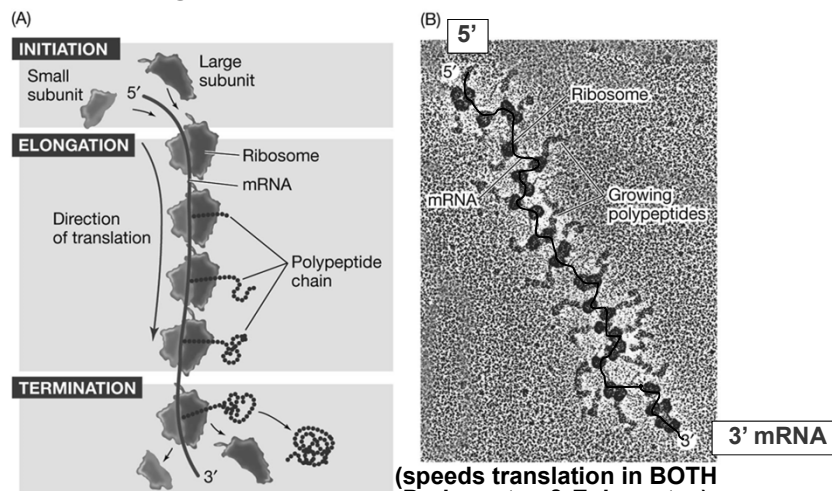 (A)
INITIATION
Large
subunit
Small
subunit
5′
ELONGATION
Ribosome
mRNA
Direction
of translation
Polypeptide
chain
TERMINATION
3′
(B)
5’
5′
Ribosome
mRNA
Growing
polypeptides
3′
3’ mRNA
(speeds translation in BOTH